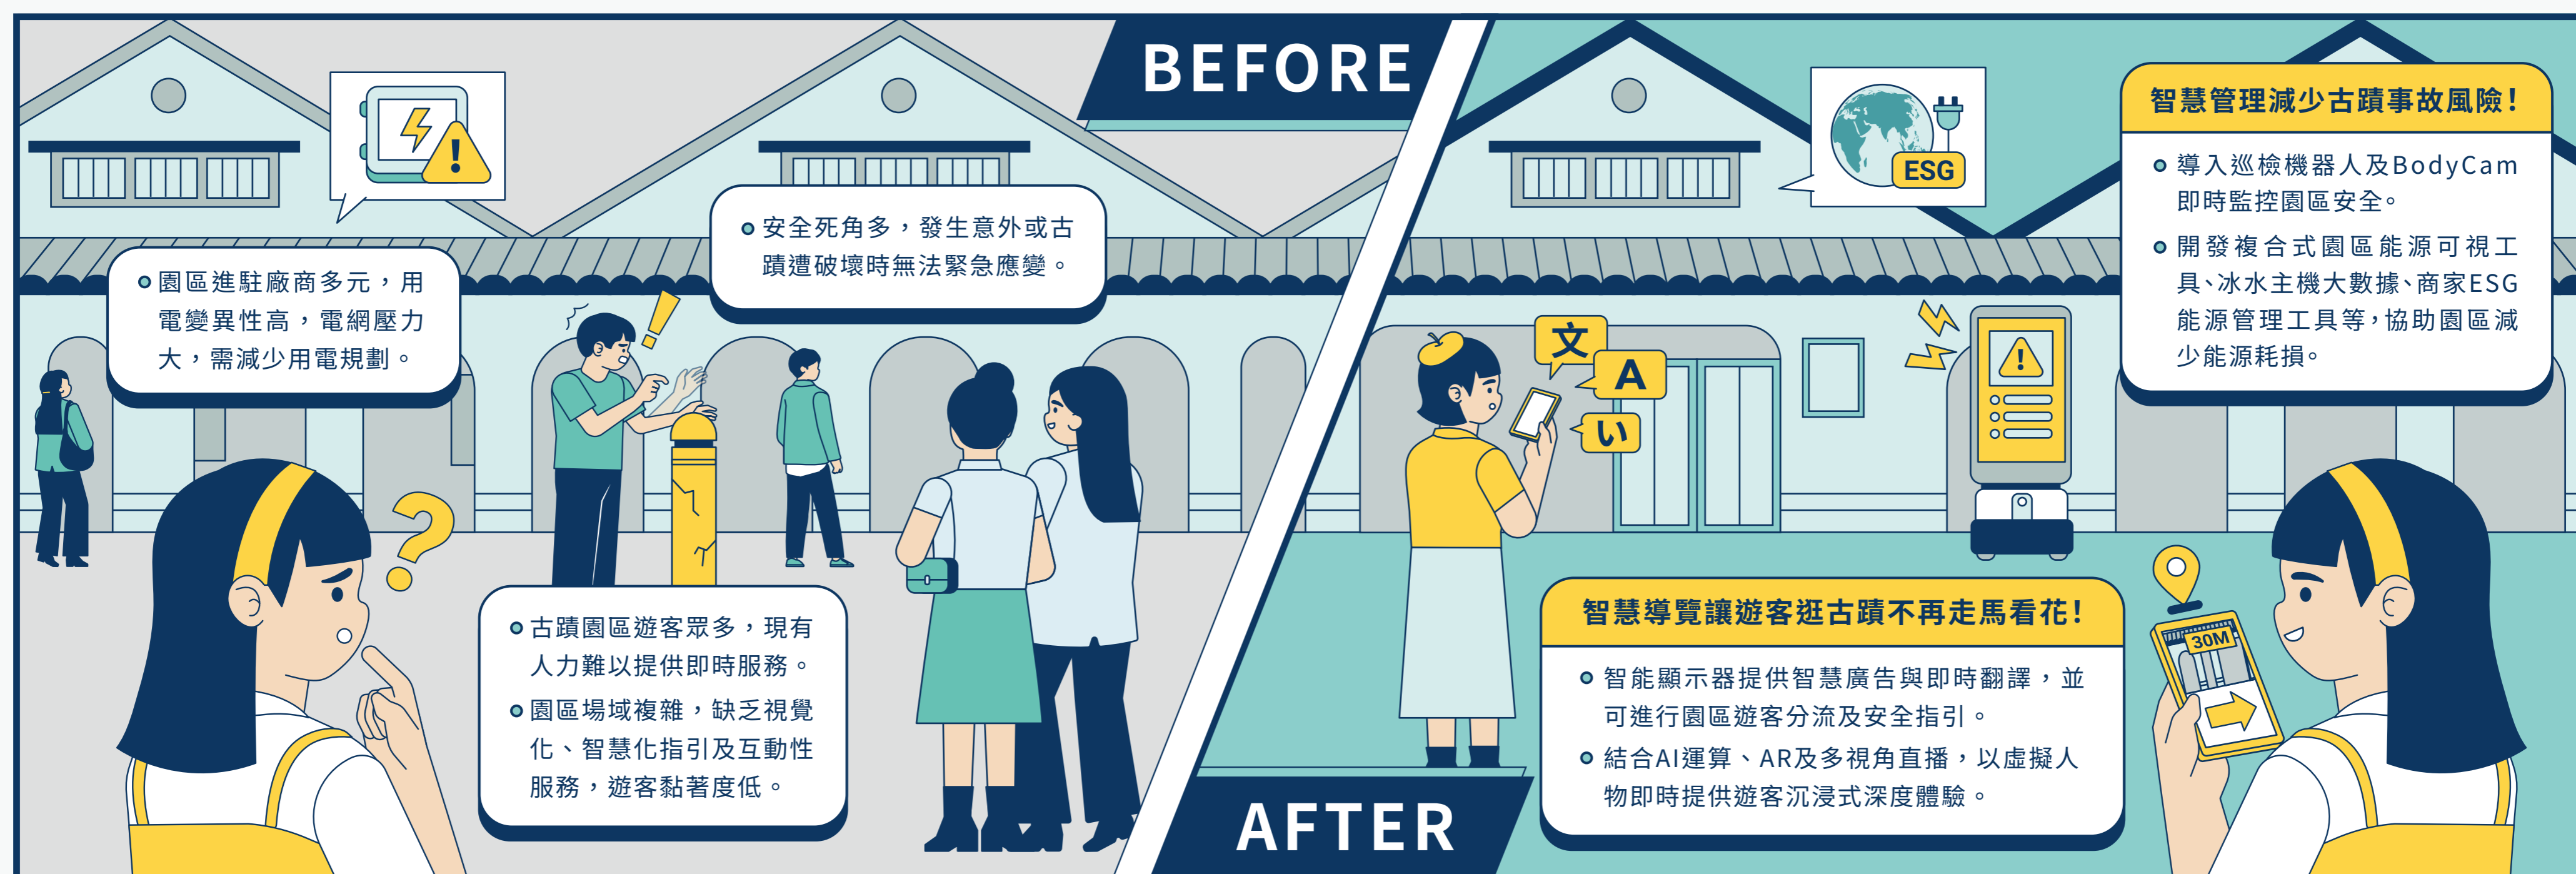 BEFORE
園區進駐廠商多元，用
電變異性高，電網壓力
大，需減少用電規劃。
安全死角多，發生意外或古
蹟遭破壞時無法緊急應變。
!
!
?
古蹟園區遊客眾多，現有
人力難以提供即時服務。
園區場域複雜，缺乏視覺
化、智慧化指引及互動性
服務，遊客黏著度低。
AFTER
ESG
智慧管理減少古蹟事故風險！
導入巡檢機器人及BodyCam
即時監控園區安全。
開發複合式園區能源可視工
具、冰水主機大數據、商家ESG
能源管理工具等，協助園區減
少能源耗損。
文
A
い
!
智慧導覽讓遊客逛古蹟不再走馬看花！
智能顯示器提供智慧廣告與即時翻譯，並
可進行園區遊客分流及安全指引。
結合AI運算、AR及多視角直播，以虛擬人
物即時提供遊客沉浸式深度體驗。
30M